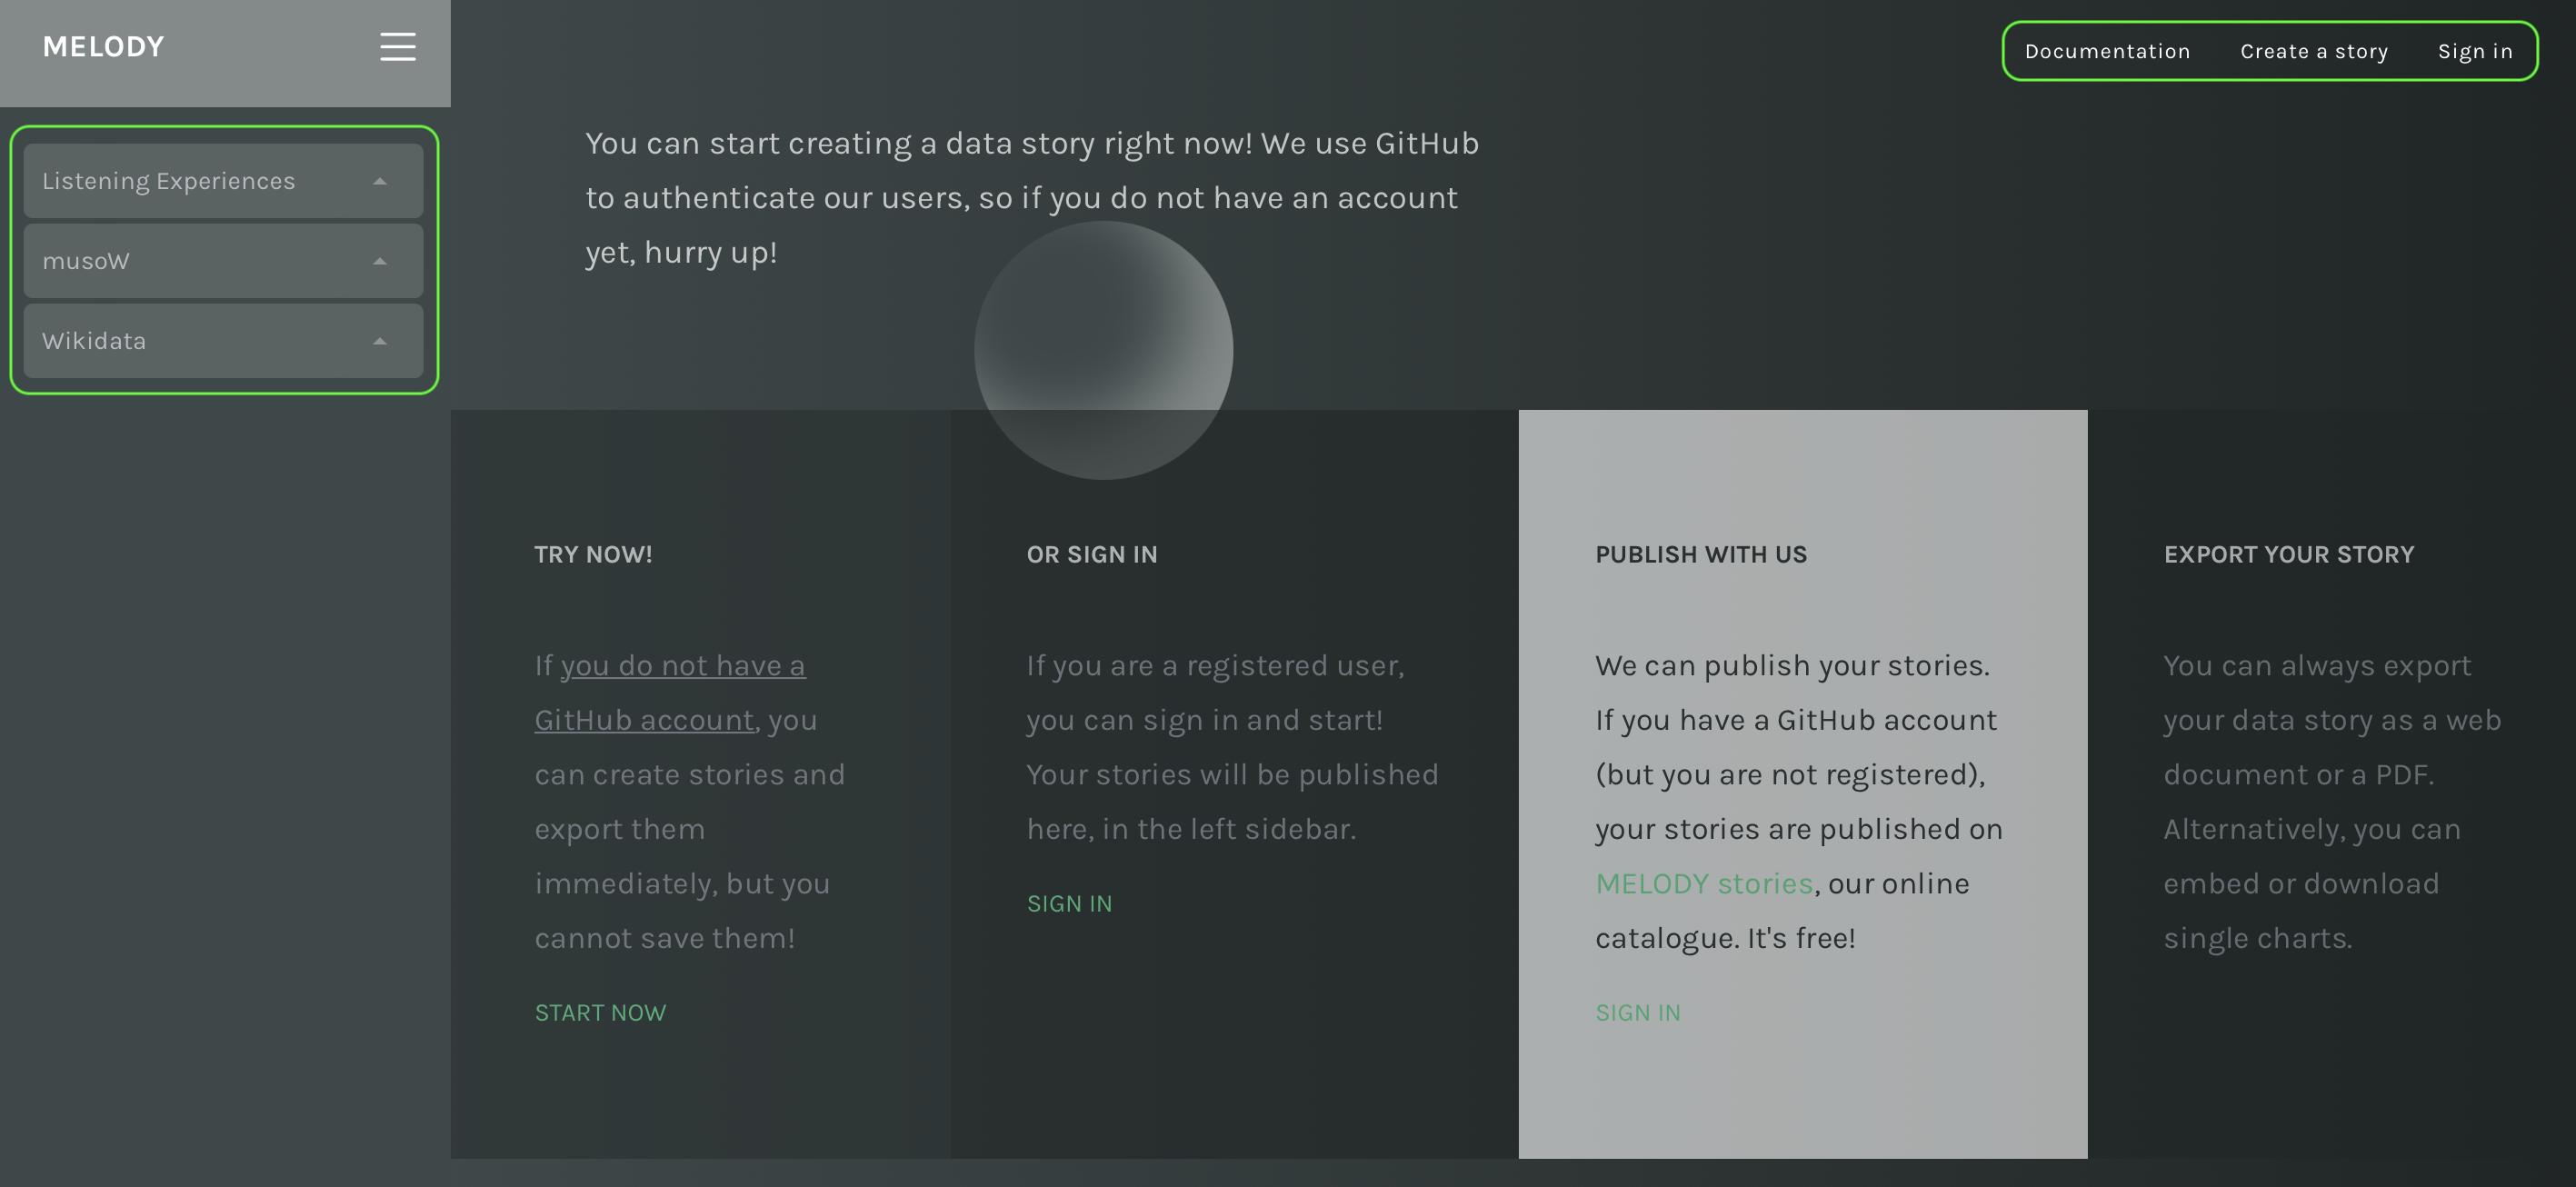 MELODY
Documentation
Create a story
Sign in
Listening Experiences
musoW
Wikidata
You can start creating a data story right now! We use GitHub
to authenticate our users, so if you do not have an account
yet, hurry up!
TRY NOW!
If you do not have a
GitHub account, you
can create stories and
export them
immediately, but you
cannot save them!
START NOW
OR SIGN IN
If you are a registered user,
you can sign in and start!
Your stories will be published
here, in the left sidebar.
SIGN IN
PUBLISH WITH US
We can publish your stories.
If you have a GitHub account
(but you are not registered),
your stories are published on
MELODY stories, our online
catalogue. It's free!
SIGN IN
EXPORT YOUR STORY
You can always export
your data story as a web
document or a PDF.
Alternatively, you can
embed or download
single charts.